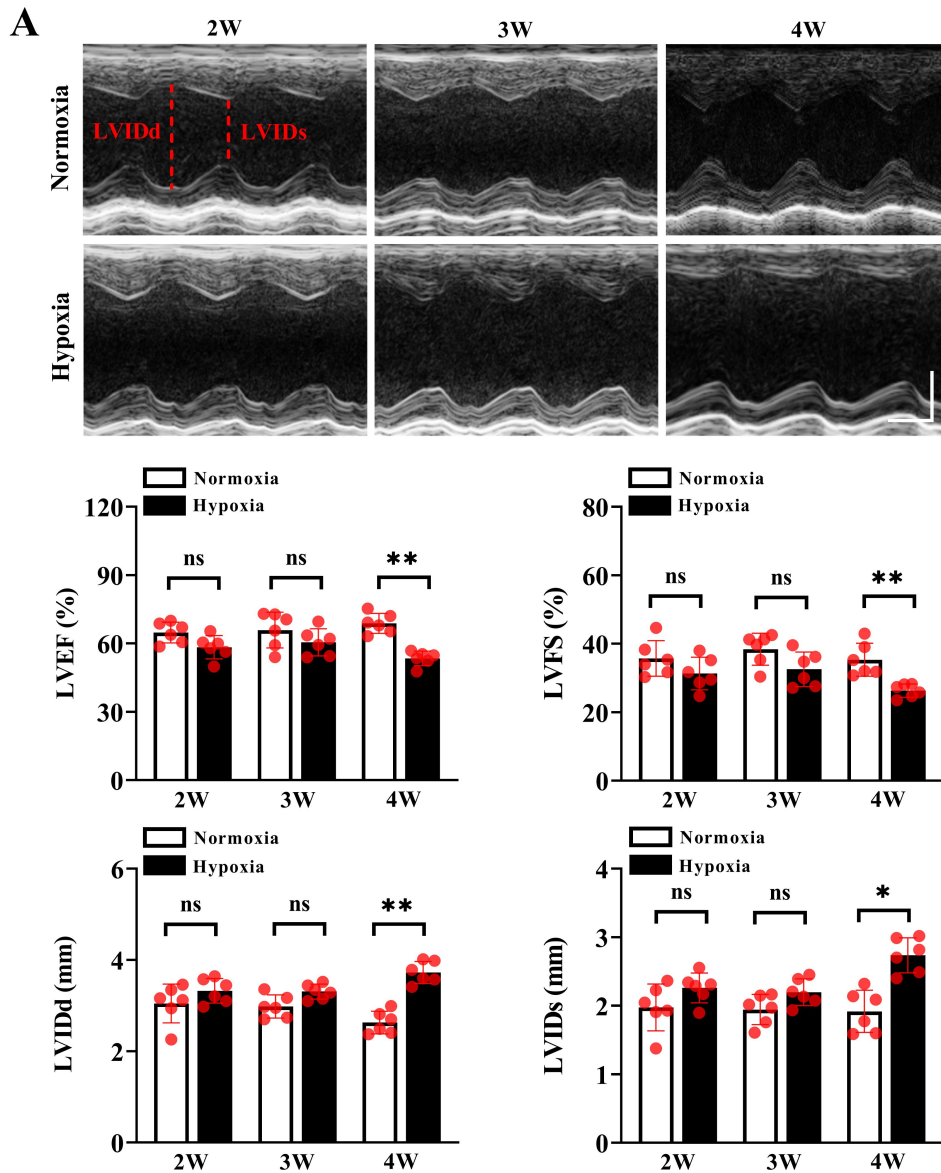 A
2W 3W 4W
Normoxia
LVIDd LVIDs
Hypoxia
Normoxia
Hypoxia
LVEF (%)
120
90
60
30
0
ns ns **
2W 3W 4W
Normoxia
Hypoxia
LVFS (%)
80
60
40
20
0
ns ns **
2W 3W 4W
Normoxia
Hypoxia
LVIDd (mm)
6
4
2
0
ns ns **
2W 3W 4W
Normoxia
Hypoxia
LVIDs (mm)
4
3
2
1
0
ns ns *
2W 3W 4W